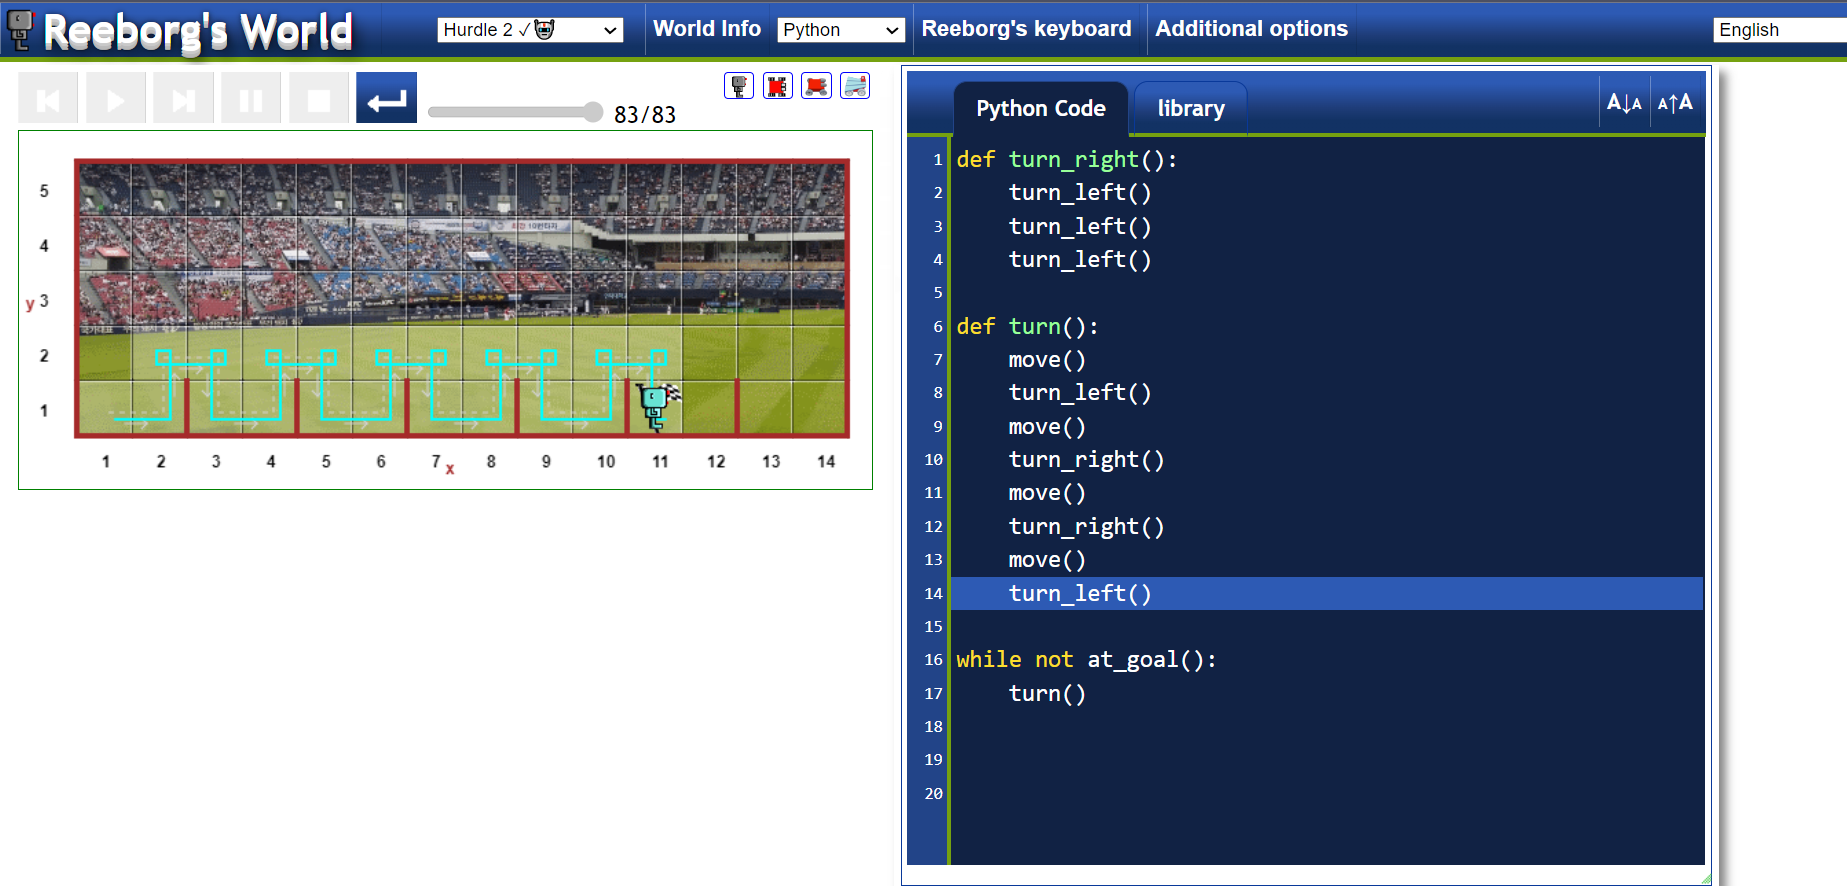 Reeborg's World
Hurdle 2 ✓
World Info
Python
Reeborg's keyboard
Additional options
English
83/83
Python Code
library
A↓A
A↑A
5
4
y 3
2
1
1 2 3 4 5 6 7 x 8 9 10 11 12 13 14
1 def turn_right():
2     turn_left()
3     turn_left()
4     turn_left()
5
6 def turn():
7     move()
8     turn_left()
9     move()
10     turn_right()
11     move()
12     turn_right()
13     move()
14     turn_left()
15
16 while not at_goal():
17     turn()
18
19
20